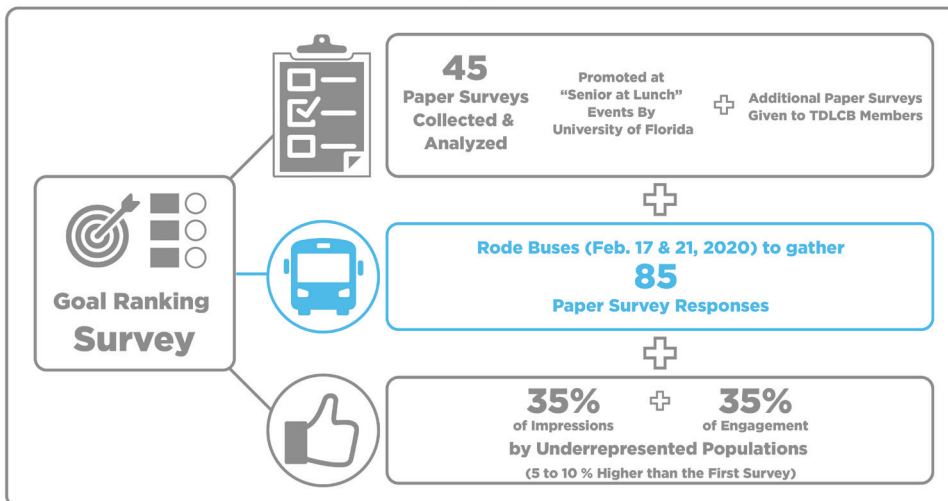 Goal Ranking
Survey
45
Paper Surveys
Collected &
Analyzed
Promoted at
“Senior at Lunch”
Events By
University of Florida
Additional Paper Surveys
Given to TDLCB Members
Rode Buses (Feb. 17 & 21, 2020) to gather
85
Paper Survey Responses
35%
of Impressions
35%
of Engagement
by Underrepresented Populations
(5 to 10 % Higher than the First Survey)